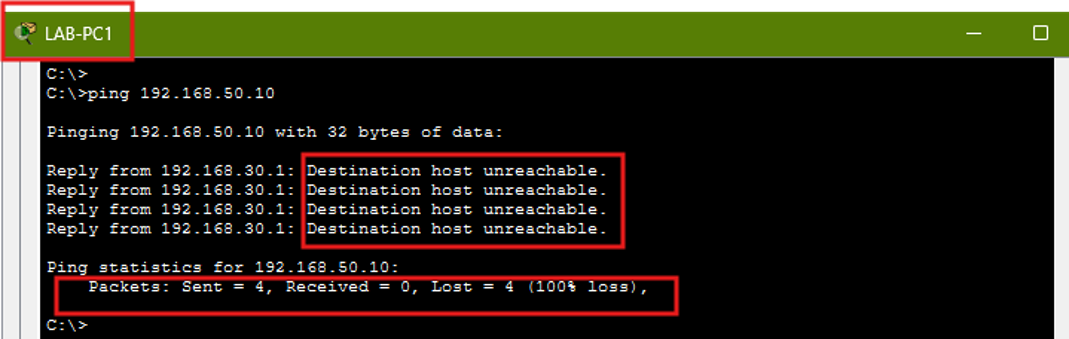 LAB-PC1
C:\>
C:\>ping 192.168.50.10
Pinging 192.168.50.10 with 32 bytes of data:
Reply from 192.168.30.1: Destination host unreachable.
Reply from 192.168.30.1: Destination host unreachable.
Reply from 192.168.30.1: Destination host unreachable.
Reply from 192.168.30.1: Destination host unreachable.
Ping statistics for 192.168.50.10:
Packets: Sent = 4, Received = 0, Lost = 4 (100% loss),
C:\>